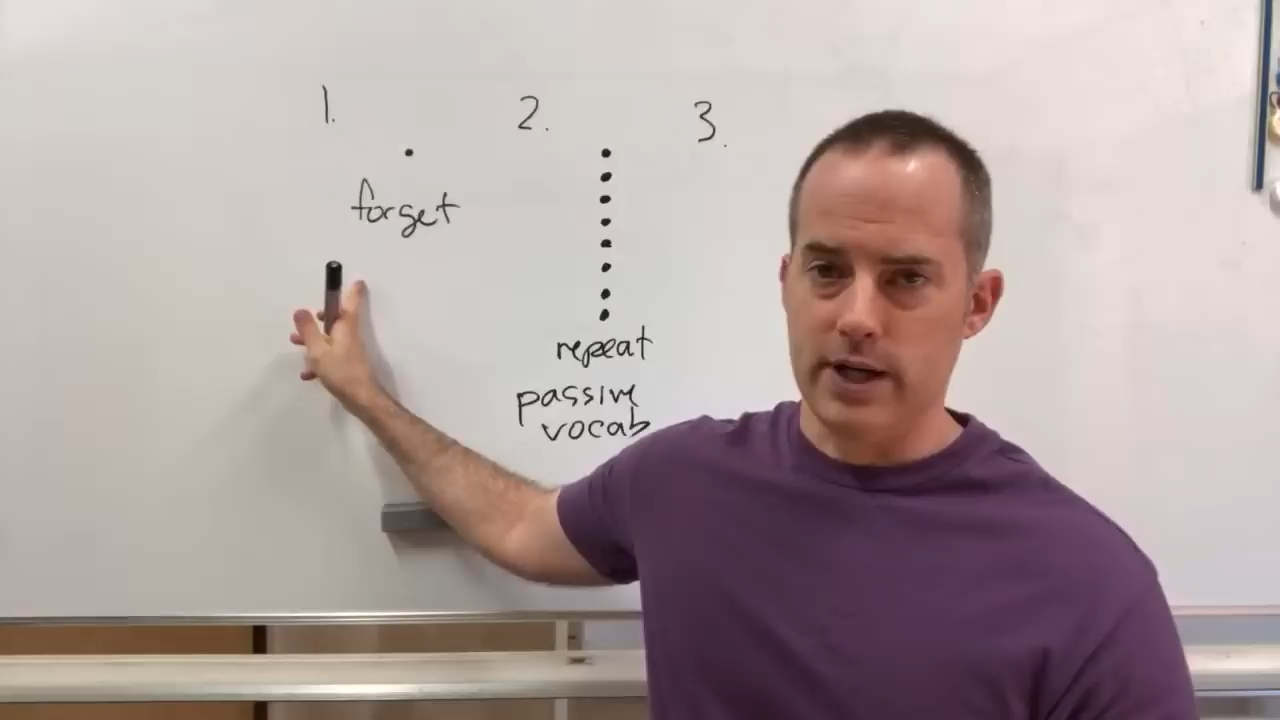 1.
2.
3.
forget
repeat
passive
vocab